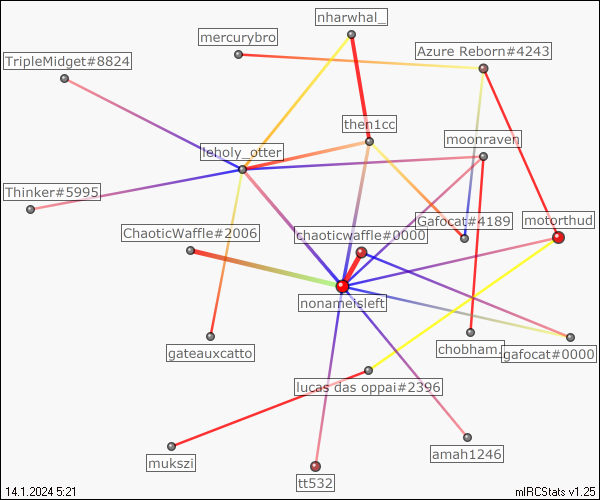 nharwhal_
mercurybro
Azure Reborn#4243
TripleMidget#8824
then1cc
moonraven
leholy_otter
Thinker#5995
Gafocat#4189
motorthud
ChaoticWaffle#2006
chaoticwaffle#0000
nonameisleft
gateauxcatto
chobham.
gafocat#0000
lucas das oppai#2396
amah1246
mukszi
tt532
14.1.2024 5:21
mIRCStats v1.25